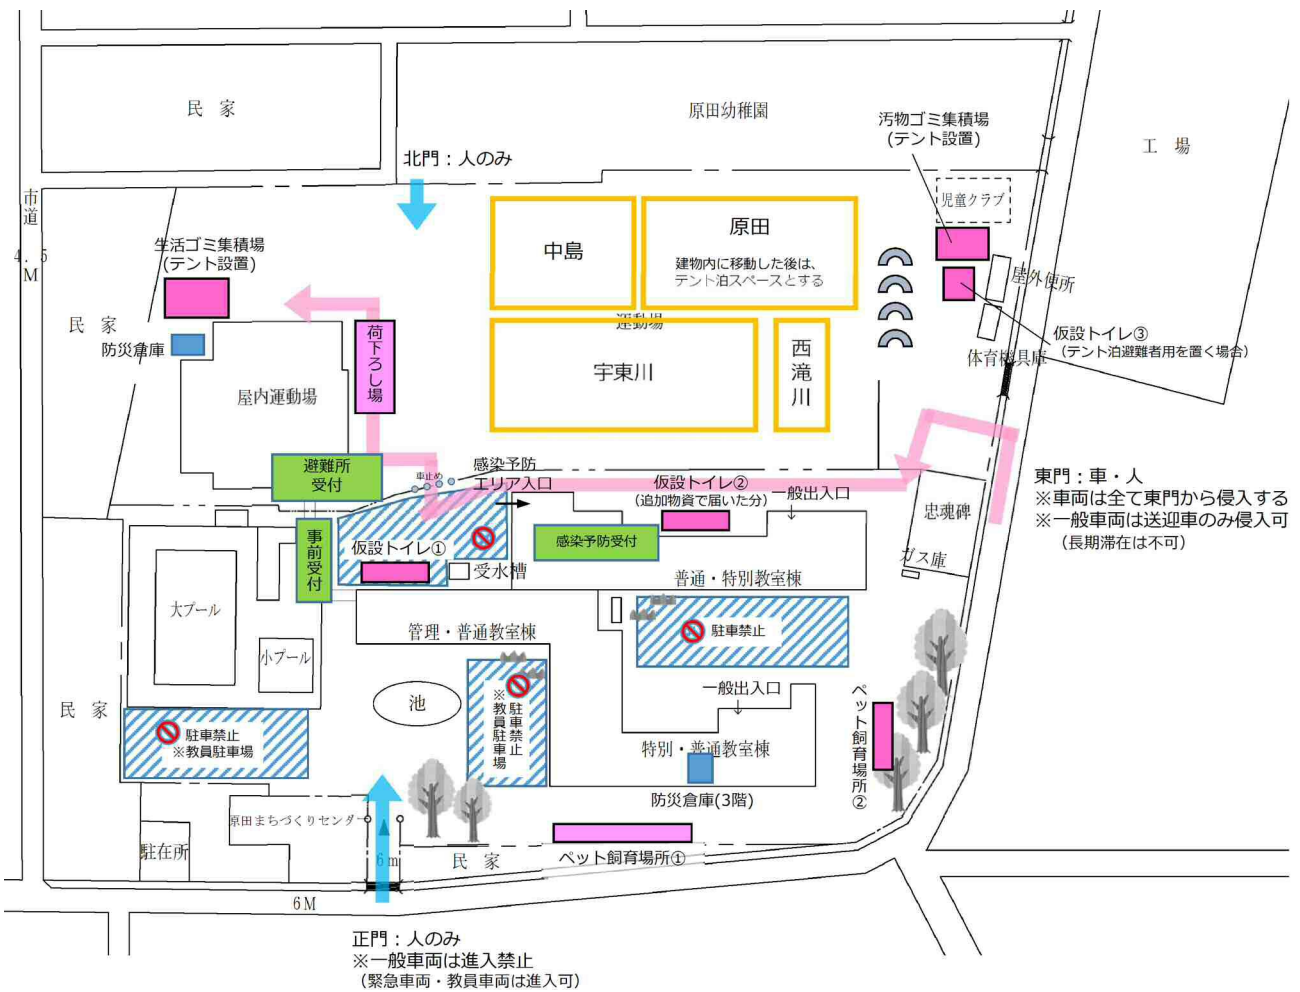 民　家
原田幼稚園
汚物ゴミ集積場
(テント設置)
工　場
北門：人のみ
市道
4.5
M
児童クラブ
生活ゴミ集積場
(テント設置)
中島
原田
建物内に移動した後は、
テント泊スペースとする
屋外便所
民　家
防災倉庫
荷下ろし場
運動場
仮設トイレ③
(テント泊避難者用を置く場合)
体育機具庫
宇東川
西滝川
屋内運動場
避難所
受付
車止め
感染予防
エリア入口
仮設トイレ②
(追加物資で届いた分)
一般出入口
東門：車・人
※車両は全て東門から侵入する
※一般車両は送迎車のみ侵入可
(長期滞在は不可)
忠魂碑
事前受付
仮設トイレ①
受水槽
感染予防受付
ガス庫
普通・特別教室棟
大プール
管理・普通教室棟
駐車禁止
小プール
池
一般出入口
民　家
駐車禁止
※教員駐車場
駐車禁止
※教員駐車場
特別・普通教室棟
ペット飼育場所②
防災倉庫(3階)
原田まちづくりセンター
駐在所
6m
民　家
ペット飼育場所①
6M
正門：人のみ
※一般車両は進入禁止
(緊急車両・教員車両は進入可)